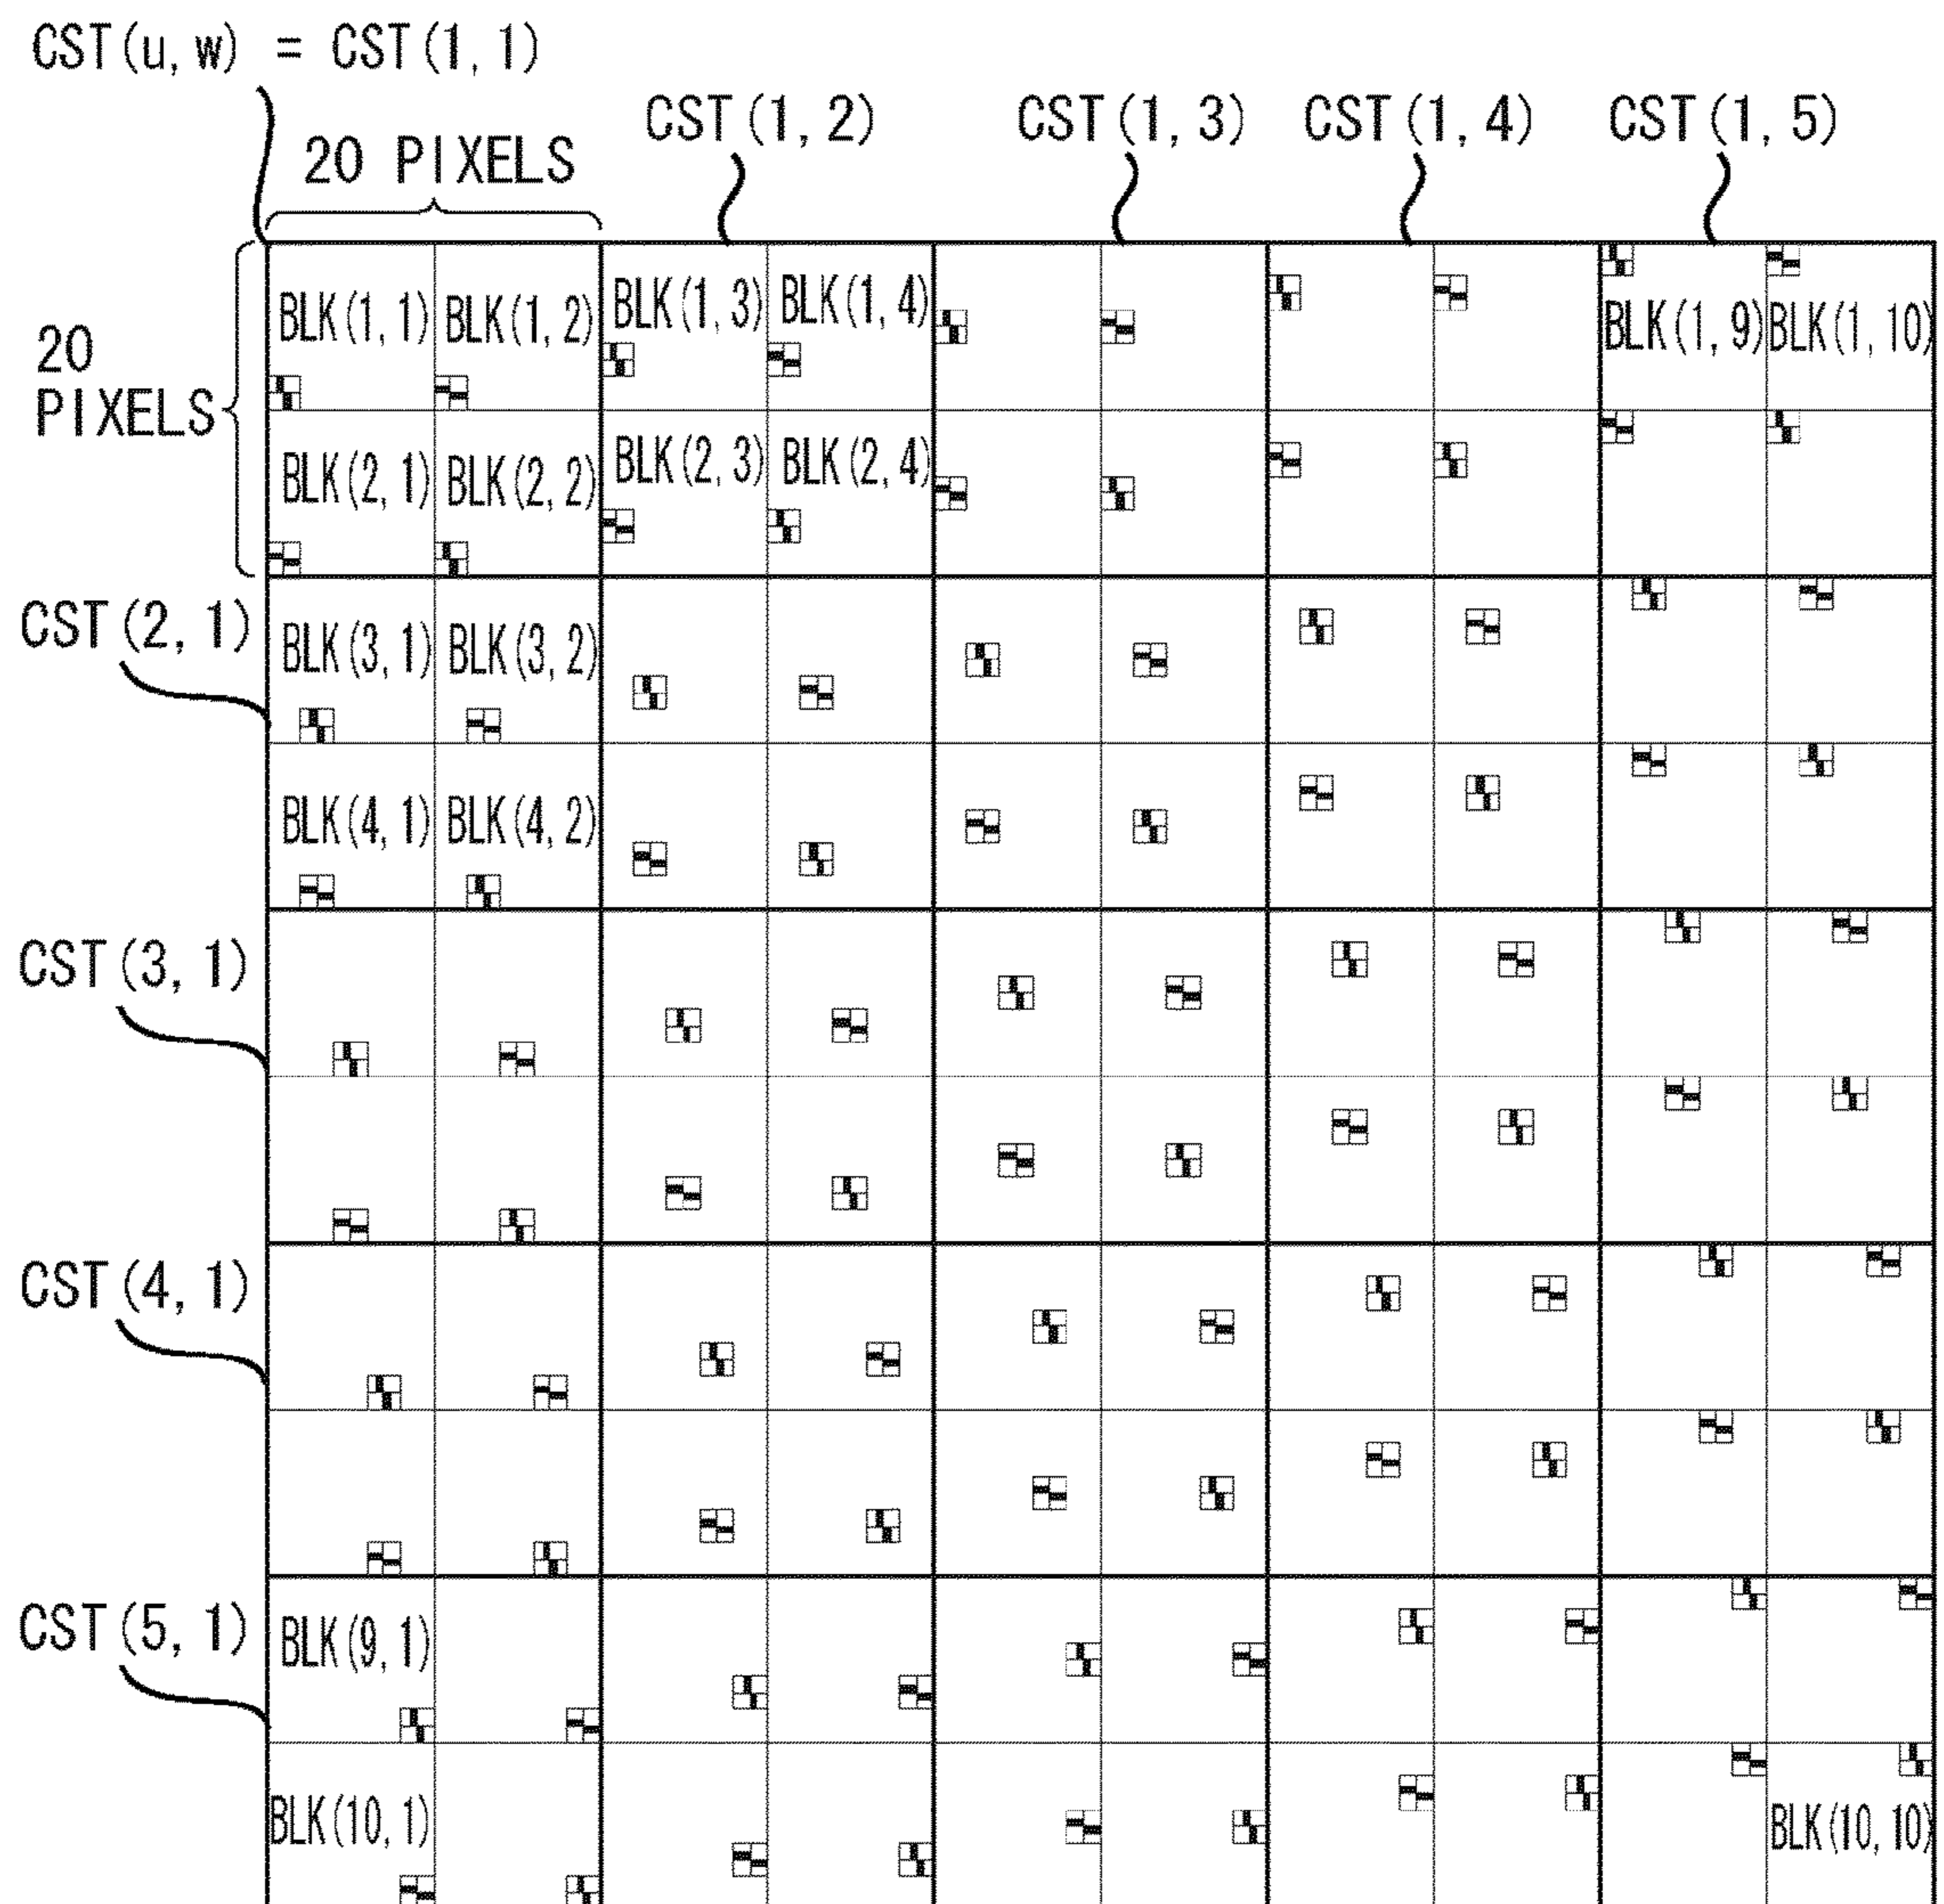 CST(u, w) = CST(1, 1)
CST(1, 2) CST(1, 3) CST(1, 4) CST(1, 5)
20 PIXELS
20
PIXELS
BLK(1, 1) BLK(1, 2) BLK(1, 3) BLK(1, 4) BLK(1, 9) BLK(1, 10)
BLK(2, 1) BLK(2, 2) BLK(2, 3) BLK(2, 4)
CST(2, 1)
BLK(3, 1) BLK(3, 2)
BLK(4, 1) BLK(4, 2)
CST(3, 1)
CST(4, 1)
CST(5, 1)
BLK(9, 1)
BLK(10, 1) BLK(10, 10)